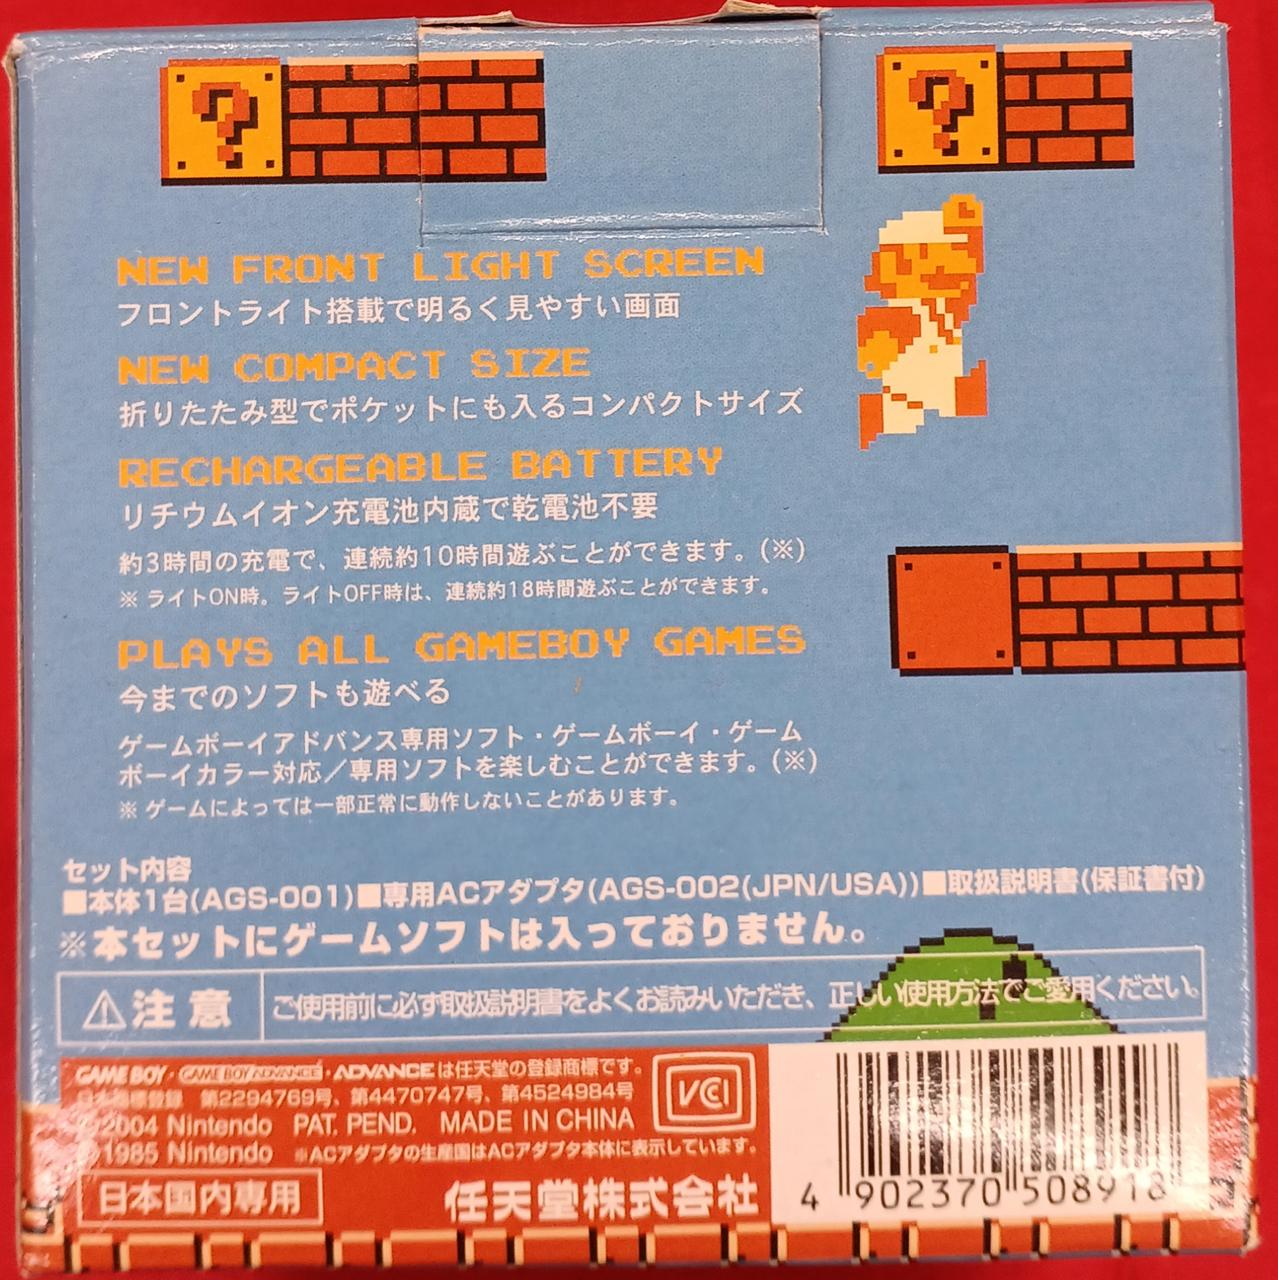 NEW FRONT LIGHT SCREEN
フロントライト搭載で明るく見やすい画面
NEW COMPACT SIZE
折りたたみ型でポケットにも入るコンパクトサイズ
RECHARGEABLE BATTERY
リチウムイオン充電池内蔵で乾電池不要
約3時間の充電で、連続約10時間遊ぶことができます。(※)
※ ライトON時。ライトOFF時は、連続約18時間遊ぶことができます。
PLAYS ALL GAMEBOY GAMES
今までのソフトも遊べる
ゲームボーイアドバンス専用ソフト・ゲームボーイ・ゲーム
ボーイカラー対応／専用ソフトを楽しむことができます。(※)
※ ゲームによっては一部正常に動作しないことがあります。
セット内容
■本体1台(AGS-001)■専用ACアダプタ(AGS-002(JPN/USA))■取扱説明書(保証書付)
※本セットにゲームソフトは入っておりません。
⚠注意 ご使用前に必ず取扱説明書をよくお読みいただき、正しい使用方法でご愛用ください。
GAME BOY・GAME BOY ADVANCE・ADVANCEは任天堂の登録商標です。
日本商標登録 第2294769号、第4470747号、第4524984号
©2004 Nintendo PAT. PEND. MADE IN CHINA
©1985 Nintendo ※ACアダプタの生産国はACアダプタ本体に表示しています。
VCCI
日本国内専用
任天堂株式会社
4 902370 508918